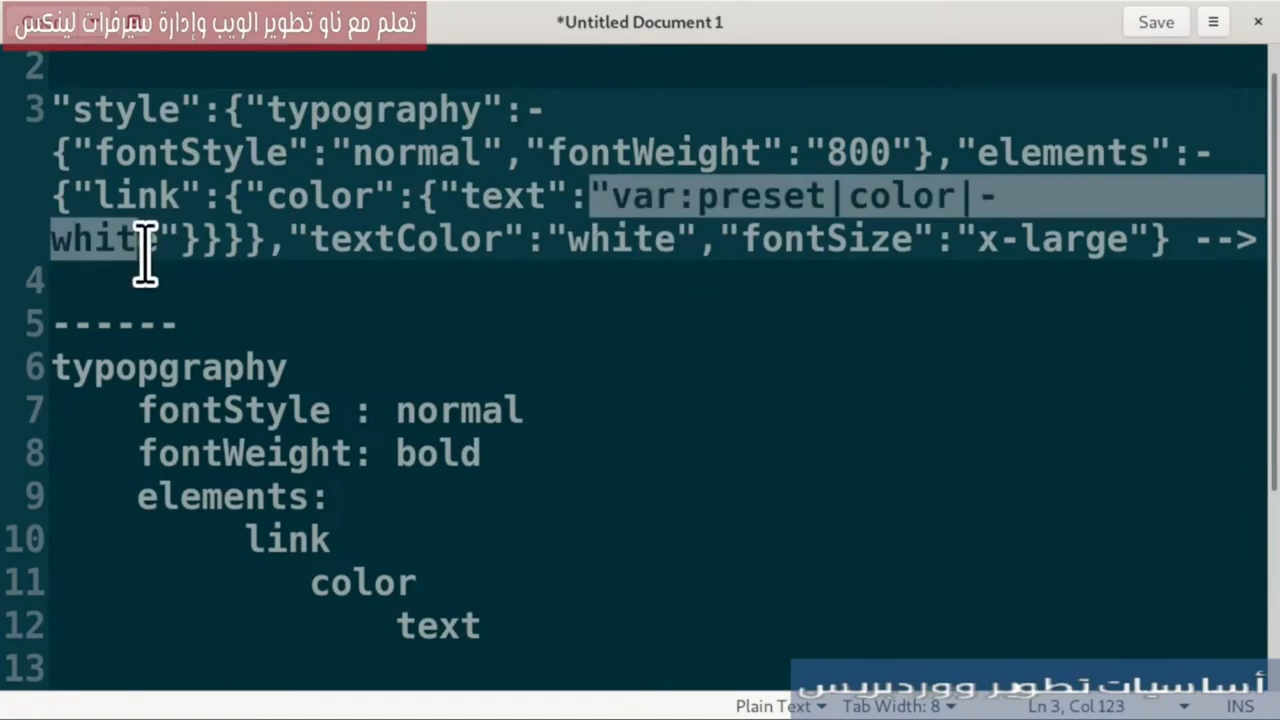 تعلم مع ناو تطوير الويب وإدارة سيرفرات لينكس
*Untitled Document 1
Save
2
3 "style":{"typography":-
{"fontStyle":"normal","fontWeight":"800"},"elements":-
{"link":{"color":{"text":"var:preset|color|-
white"}}}},"textColor":"white","fontSize":"x-large"} -->
4
5 ------
6 typopgraphy
7 fontStyle : normal
8 fontWeight: bold
9 elements:
10 link
11 color
12 text
13
أساسيات تطوير ووردبريس
Plain Text Tab Width: 8 Ln 3, Col 123 INS